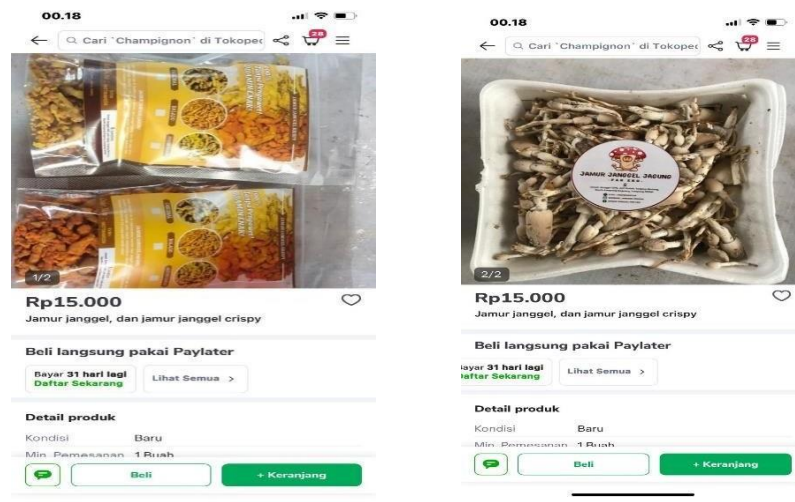 00.18
Cari `Champignon` di Tokopec
28
1/2
Rp15.000
Jamur janggel, dan jamur janggel crispy
Beli langsung pakai Paylater
Bayar 31 hari lagi
Daftar Sekarang
Lihat Semua >
Detail produk
Kondisi Baru
Min. Pemesanan 1 Buah
Beli
+ Keranjang
00.18
Cari `Champignon` di Tokopec
28
JAMUR JANGGEL JAGUNG
2/2
Rp15.000
Jamur janggel, dan jamur janggel crispy
Beli langsung pakai Paylater
Bayar 31 hari lagi
Daftar Sekarang
Lihat Semua >
Detail produk
Kondisi Baru
Min. Pemesanan 1 Buah
Beli
+ Keranjang